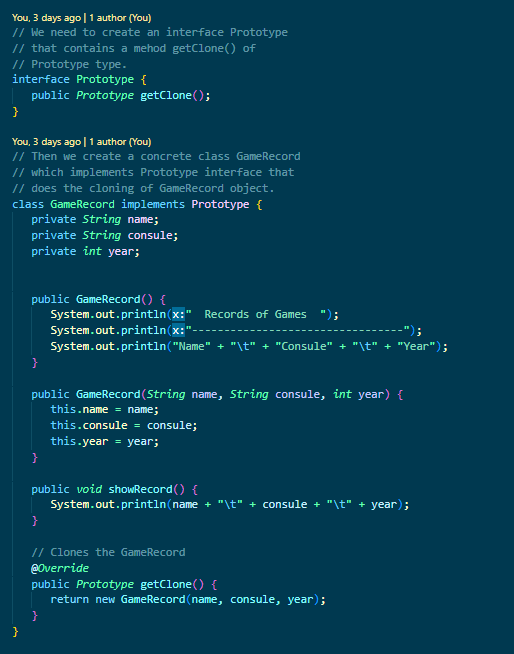 You, 3 days ago | 1 author (You)
// We need to create an interface Prototype
// that contains a mehod getClone() of
// Prototype type.
interface Prototype {
    public Prototype getClone();
}
You, 3 days ago | 1 author (You)
// Then we create a concrete class GameRecord
// which implements Prototype interface that
// does the cloning of GameRecord object.
class GameRecord implements Prototype {
    private String name;
    private String consule;
    private int year;
    public GameRecord() {
        System.out.println(x:"  Records of Games  ");
        System.out.println(x:"---------------------------------");
        System.out.println("Name" + "\t" + "Consule" + "\t" + "Year");
    }
    public GameRecord(String name, String consule, int year) {
        this.name = name;
        this.consule = consule;
        this.year = year;
    }
    public void showRecord() {
        System.out.println(name + "\t" + consule + "\t" + year);
    }
    // Clones the GameRecord
    @Override
    public Prototype getClone() {
        return new GameRecord(name, consule, year);
    }
}